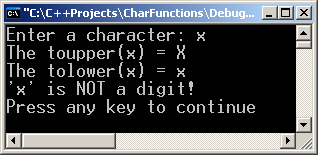 "C:\C++Projects\CharFunctions\Debug...
Enter a character: x
The toupper(x) = X
The tolower(x) = x
'x' is NOT a digit!
Press any key to continue